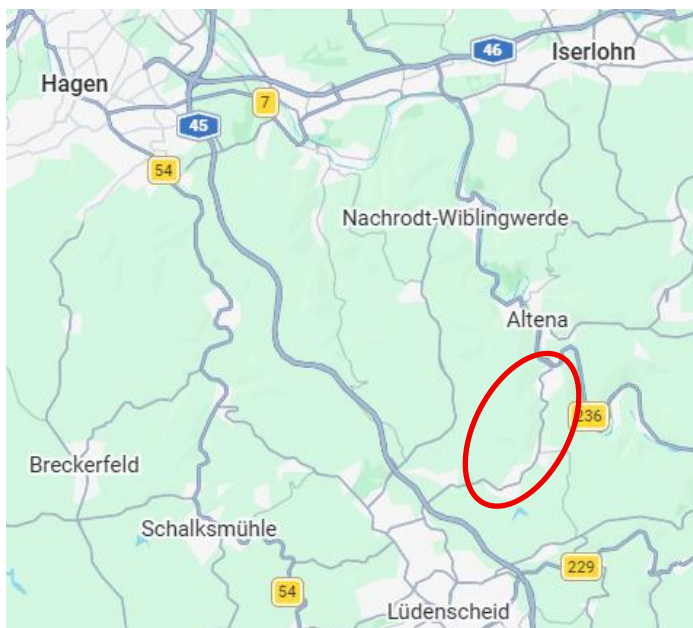 46
Iserlohn
Hagen
7
45
54
Nachrodt-Wiblingwerde
Altena
236
Breckerfeld
Schalksmühle
229
54
Lüdenscheid